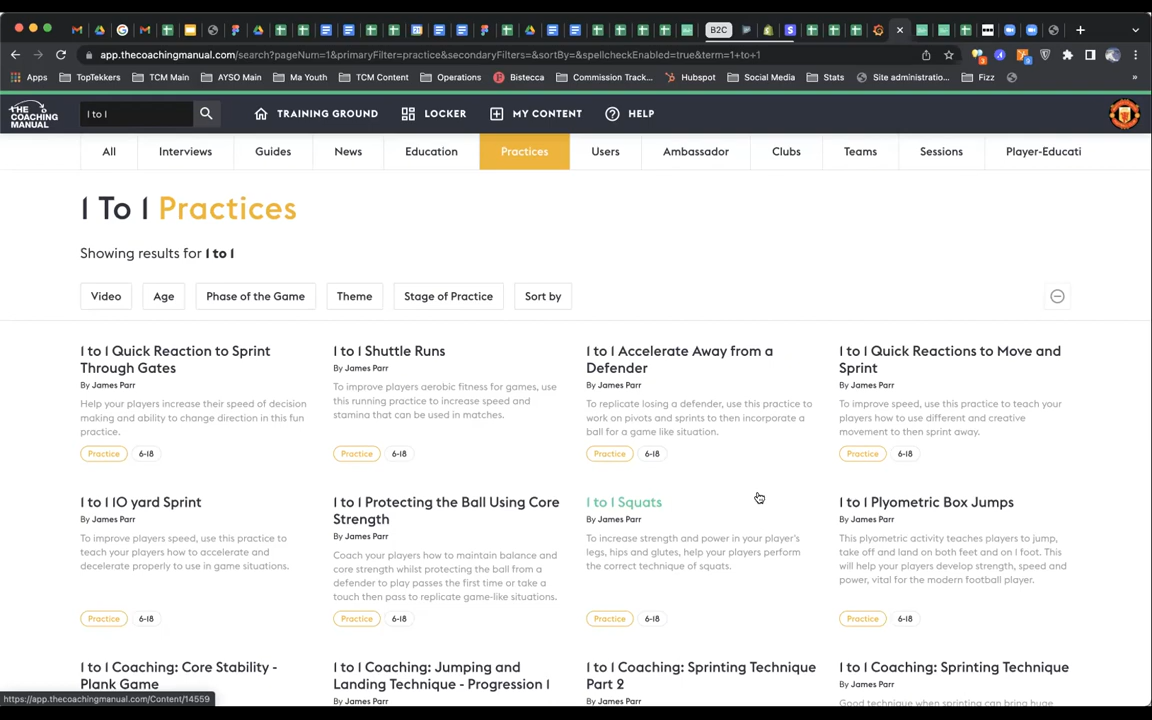 B2C
app.thecoachingmanual.com/search?pageNum=1&primaryFilter=practice&secondaryFilters=&sortBy=&spellcheckEnabled=true&term=1+to+1
Apps TopTekkers TCM Main AYSO Main Ma Youth TCM Content Operations Bistecca Commission Track... Hubspot Social Media Stats Site administratio... Fizz »
THE COACHING MANUAL
1 to 1 TRAINING GROUND LOCKER MY CONTENT HELP
All Interviews Guides News Education Practices Users Ambassador Clubs Teams Sessions Player-Educati
1 To 1 Practices
Showing results for 1 to 1
Video Age Phase of the Game Theme Stage of Practice Sort by
1 to 1 Quick Reaction to Sprint
Through Gates
By James Parr
Help your players increase their speed of decision
making and ability to change direction in this fun
practice.
Practice 6-18
1 to 1 Shuttle Runs
By James Parr
To improve players aerobic fitness for games, use
this running practice to increase speed and
stamina that can be used in matches.
Practice 6-18
1 to 1 Accelerate Away from a
Defender
By James Parr
To replicate losing a defender, use this practice to
work on pivots and sprints to then incorporate a
ball for a game like situation.
Practice 6-18
1 to 1 Quick Reactions to Move and
Sprint
By James Parr
To improve speed, use this practice to teach your
players how to use different and creative
movement to then sprint away.
Practice 6-18
1 to 1 10 yard Sprint
By James Parr
To improve players speed, use this practice to
teach your players how to accelerate and
decelerate properly to use in game situations.
Practice 6-18
1 to 1 Protecting the Ball Using Core
Strength
By James Parr
Coach your players how to maintain balance and
core strength whilst protecting the ball from a
defender to play passes the first time or take a
touch then pass to replicate game-like situations.
Practice 6-18
1 to 1 Squats
By James Parr
To increase strength and power in your player's
legs, hips and glutes, help your players perform
the correct technique of squats.
Practice 6-18
1 to 1 Plyometric Box Jumps
By James Parr
This plyometric activity teaches players to jump,
take off and land on both feet and on 1 foot. This
will help your players develop strength, speed and
power, vital for the modern football player.
Practice 6-18
1 to 1 Coaching: Core Stability -
Plank Game
1 to 1 Coaching: Jumping and
Landing Technique - Progression 1
By James Parr
1 to 1 Coaching: Sprinting Technique
Part 2
By James Parr
1 to 1 Coaching: Sprinting Technique
By James Parr
Good technique when sprinting can bring huge
https://app.thecoachingmanual.com/Content/14559